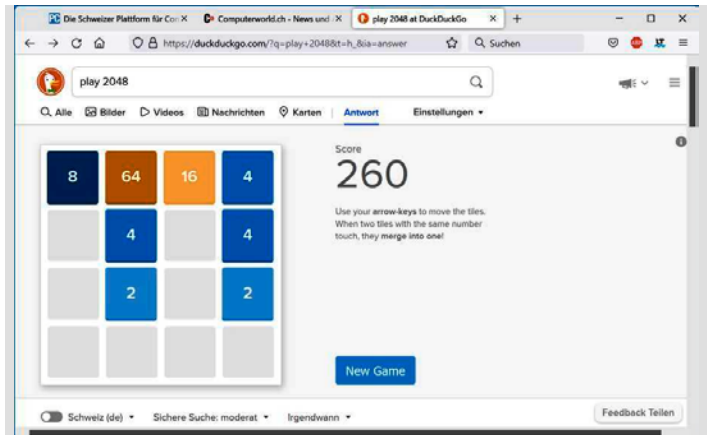 Die Schweizer Plattform für Con
Computerworld.ch - News und
play 2048 at DuckDuckGo
https://duckduckgo.com/?q=play+2048&t=h_&ia=answer
Suchen
play 2048
Alle Bilder Videos Nachrichten Karten Antwort Einstellungen
8 64 16 4
4 4
2 2
Score
260
Use your arrow-keys to move the tiles.
When two tiles with the same number
touch, they merge into one!
New Game
Schweiz (de) Sichere Suche: moderat Irgendwann
Feedback Teilen